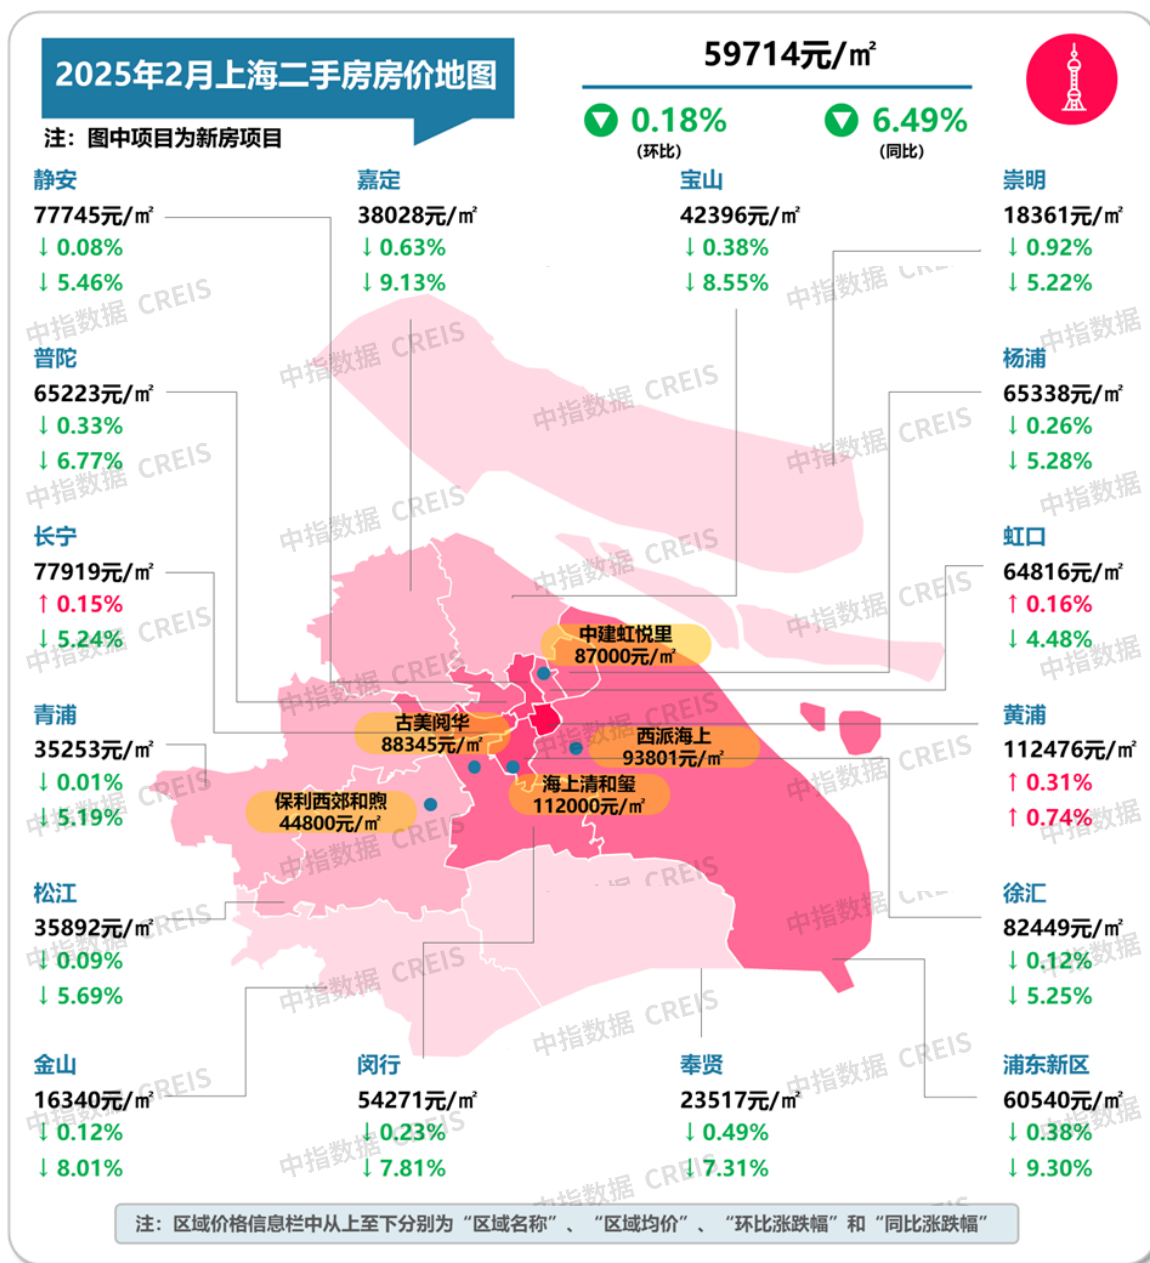 2025年2月上海二手房房价地图
注：图中项目为新房项目
59714元/㎡
0.18%
(环比)
6.49%
(同比)
静安
77745元/㎡
↓ 0.08%
↓ 5.46%
嘉定
38028元/㎡
↓ 0.63%
↓ 9.13%
宝山
42396元/㎡
↓ 0.38%
↓ 8.55%
崇明
18361元/㎡
↓ 0.92%
↓ 5.22%
普陀
65223元/㎡
↓ 0.33%
↓ 6.77%
杨浦
65338元/㎡
↓ 0.26%
↓ 5.28%
长宁
77919元/㎡
↑ 0.15%
↓ 5.24%
虹口
64816元/㎡
↑ 0.16%
↓ 4.48%
中建虹悦里
87000元/㎡
古美阅华
88345元/㎡
西派海上
93801元/㎡
海上清和玺
112000元/㎡
保利西郊和煦
44800元/㎡
青浦
35253元/㎡
↓ 0.01%
↓ 5.19%
黄浦
112476元/㎡
↑ 0.31%
↑ 0.74%
松江
35892元/㎡
↓ 0.09%
↓ 5.69%
徐汇
82449元/㎡
↓ 0.12%
↓ 5.25%
金山
16340元/㎡
↓ 0.12%
↓ 8.01%
闵行
54271元/㎡
↓ 0.23%
↓ 7.81%
奉贤
23517元/㎡
↓ 0.49%
↓ 7.31%
浦东新区
60540元/㎡
↓ 0.38%
↓ 9.30%
注：区域价格信息栏中从上至下分别为“区域名称”、“区域均价”、“环比涨跌幅”和“同比涨跌幅”
中指数据 CREIS